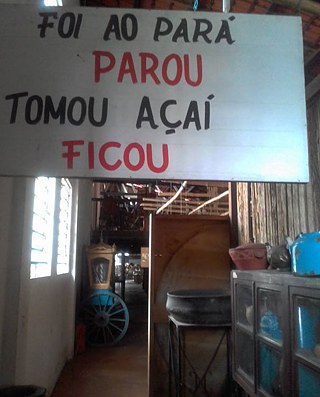 FOI AO PARÁ
PAROU
TOMOU AÇAÍ
FICOU